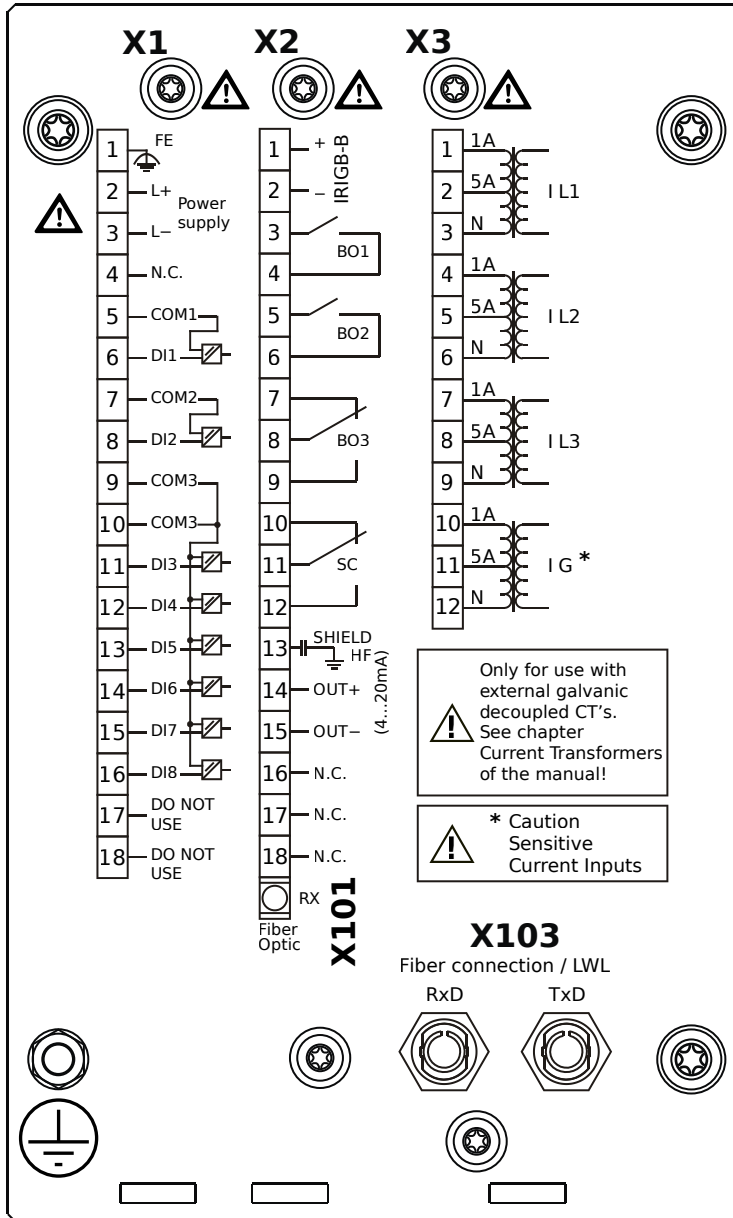 X1
X2
X3
1 FE
2 L+
3 L−
Power
supply
4 N.C.
5 COM1
6 DI1
7 COM2
8 DI2
9 COM3
10 COM3
11 DI3
12 DI4
13 DI5
14 DI6
15 DI7
16 DI8
17 DO NOT
USE
18 DO NOT
USE
1 +
2 −
IRIGB-B
3
4
BO1
5
6
BO2
7
8
9
BO3
10
11
12
SC
13 SHIELD
HF
14 OUT+
15 OUT−
(4...20mA)
16 N.C.
17 N.C.
18 N.C.
RX
Fiber
Optic
X101
1 1A
2 5A
3 N
I L1
4 1A
5 5A
6 N
I L2
7 1A
8 5A
9 N
I L3
10 1A
11 5A
12 N
I G *
Only for use with
external galvanic
decoupled CT's.
See chapter
Current Transformers
of the manual!
* Caution
Sensitive
Current Inputs
X103
Fiber connection / LWL
RxD
TxD